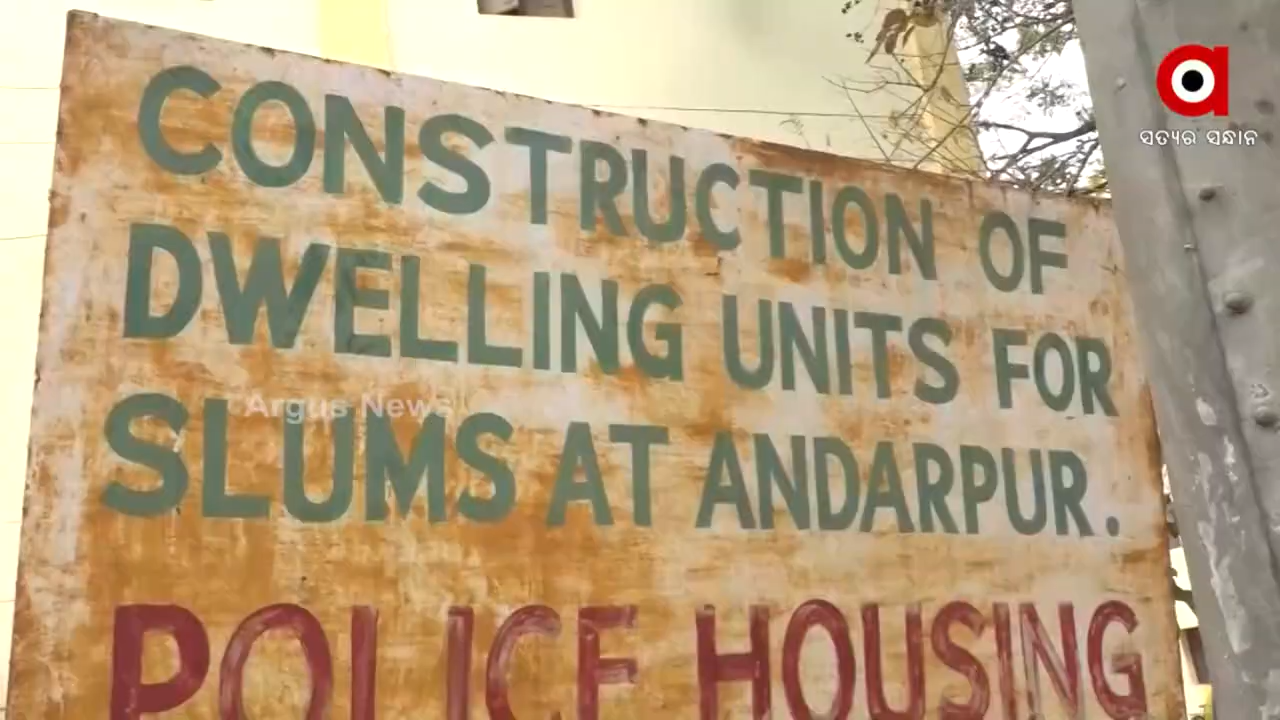 CONSTRUCTION OF
DWELLING UNITS FOR
SLUMS AT ANDARPUR.
POLICE HOUSING
Argus News
ସତ୍ୟର ସନ୍ଧାନ